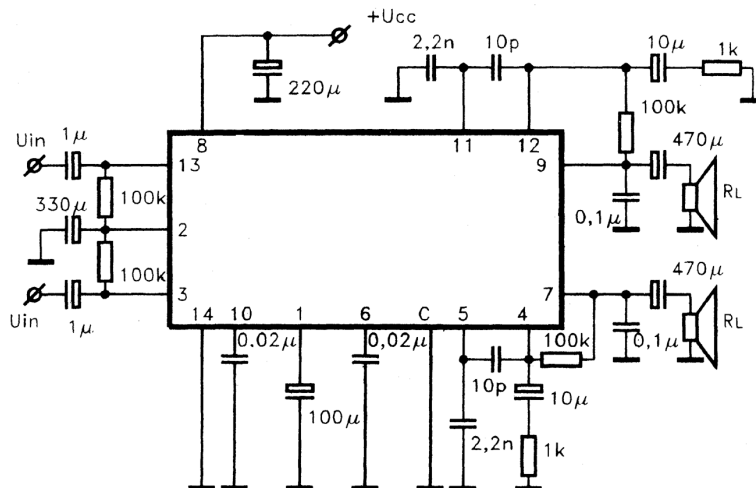 +Ucc
2,2n 10p 10μ 1k
220μ
8 11 12
100k
Uin 1μ 13 9 470μ
100k RL
330μ 2 0,1μ
100k 470μ
3 7
Uin 1μ RL
14 10 1 6 C 5 4
0,02μ 0,02μ 100k 0,1μ
10p
100μ 10μ
2,2n 1k